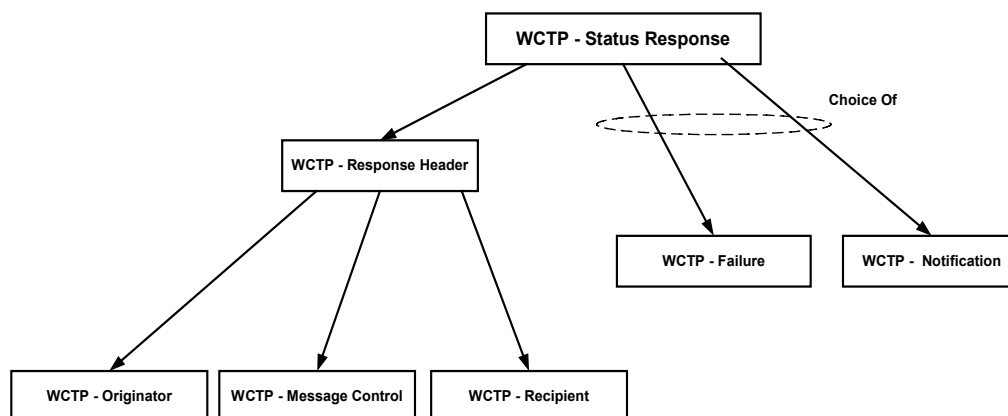 WCTP - Status Response
Choice Of
WCTP - Response Header
WCTP - Failure
WCTP -  Notification
WCTP - Originator
WCTP - Message Control
WCTP - Recipient